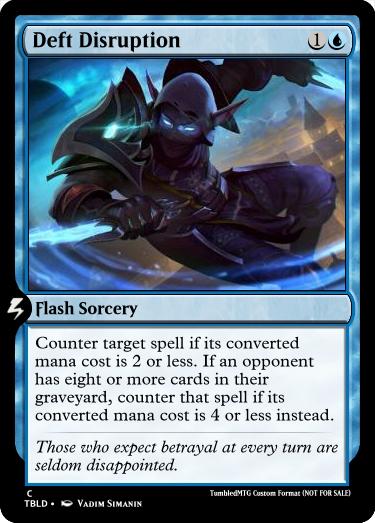 Deft Disruption 1
Flash Sorcery
Counter target spell if its converted
mana cost is 2 or less. If an opponent
has eight or more cards in their
graveyard, counter that spell if its
converted mana cost is 4 or less instead.
Those who expect betrayal at every turn are
seldom disappointed.
C
TBLD • Vadim Simanin
TumbledMTG Custom Format (NOT FOR SALE)